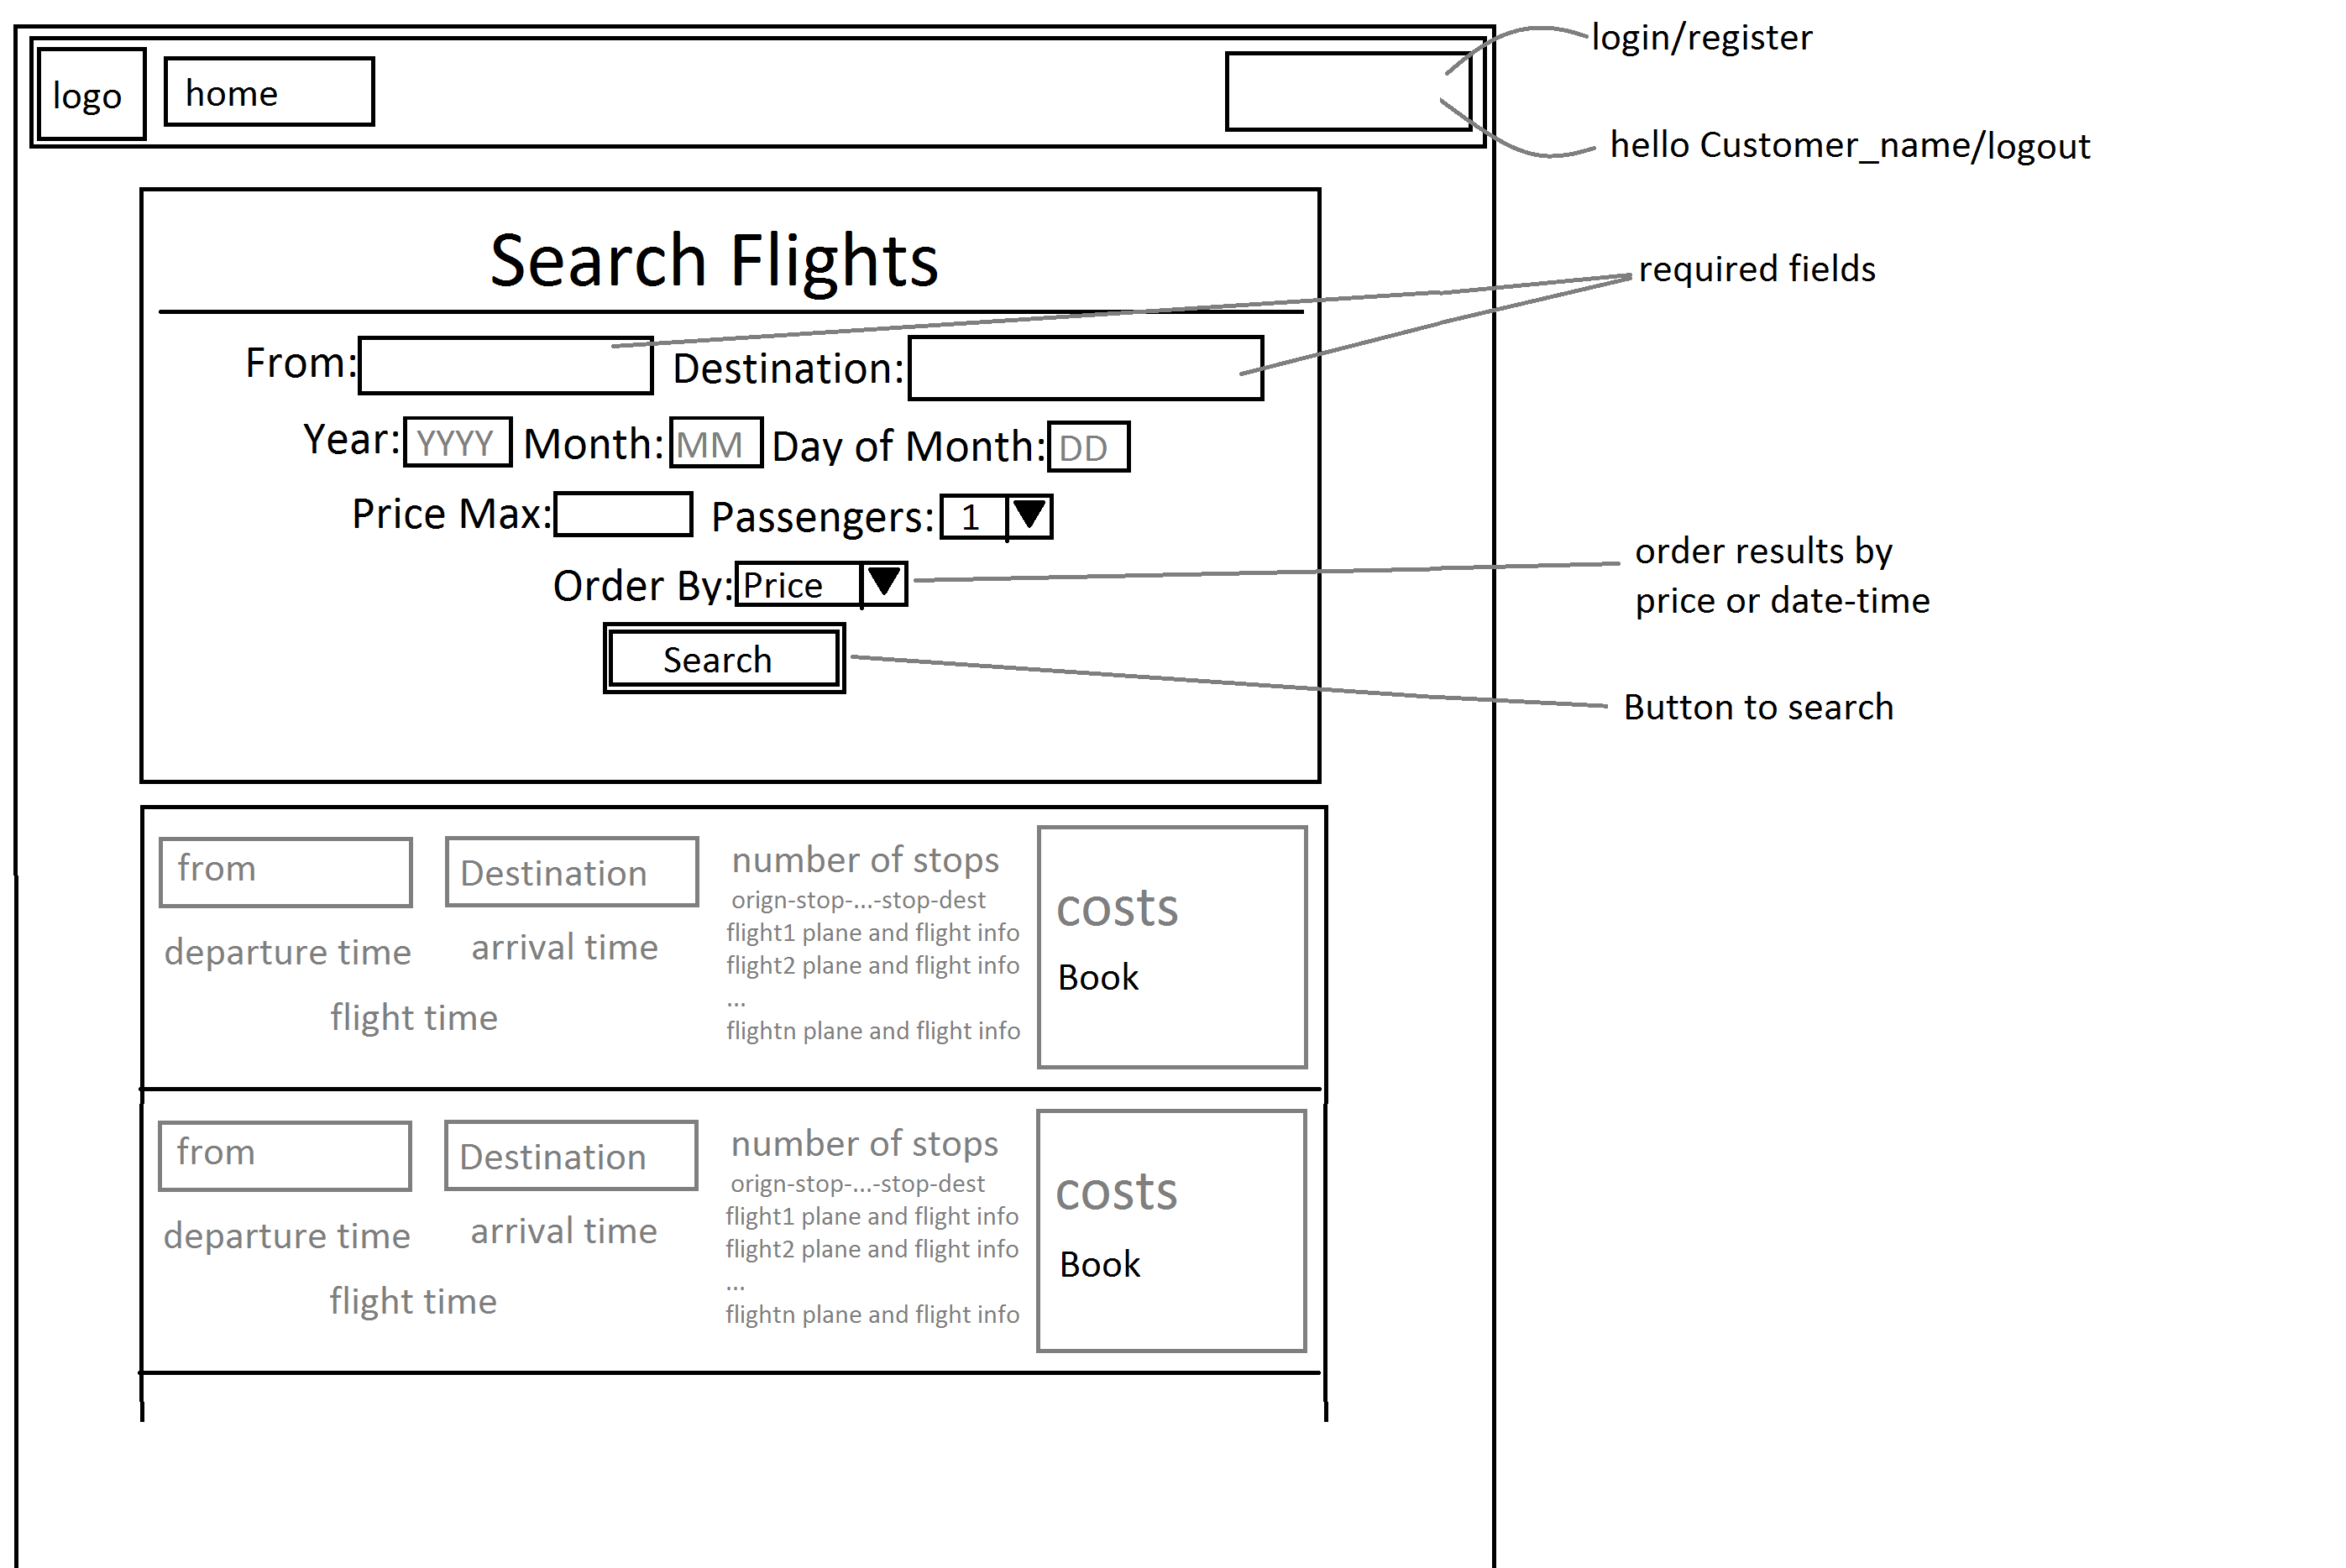 logo
home
login/register
hello Customer_name/logout
Search Flights
required fields
From:
Destination:
Year: YYYY Month: MM Day of Month: DD
Price Max:
Passengers: 1
Order By: Price
order results by
price or date-time
Search
Button to search
from
Destination
departure time
arrival time
flight time
number of stops
orign-stop-...-stop-dest
flight1 plane and flight info
flight2 plane and flight info
...
flightn plane and flight info
costs
Book
from
Destination
departure time
arrival time
flight time
number of stops
orign-stop-...-stop-dest
flight1 plane and flight info
flight2 plane and flight info
...
flightn plane and flight info
costs
Book